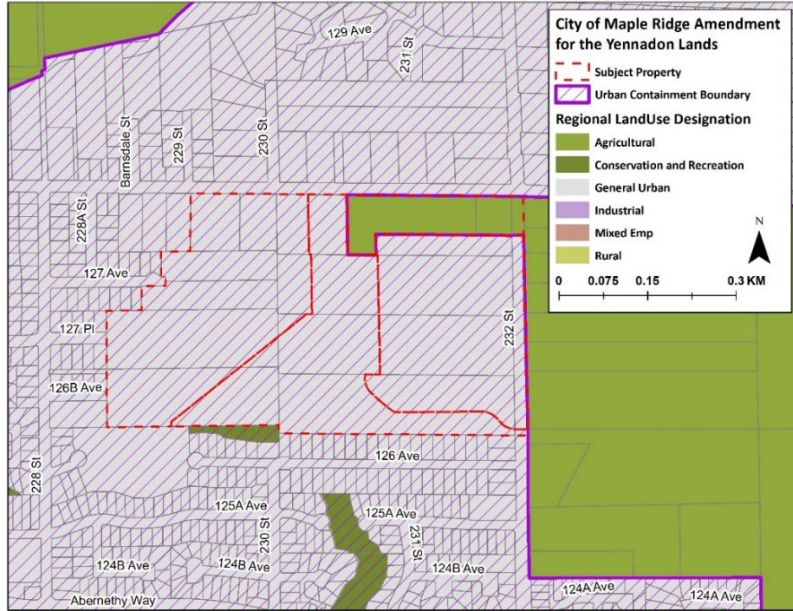 City of Maple Ridge Amendment
for the Yennadon Lands
Subject Property
Urban Containment Boundary
Regional LandUse Designation
Agricultural
Conservation and Recreation
General Urban
Industrial
Mixed Emp
Rural
N
0 0.075 0.15 0.3 KM
129 Ave
231 St
Barnsdale St
229 St
230 St
228A St
127 Ave
127 Pl
232 St
126B Ave
126 Ave
228 St
125A Ave
125A Ave
230 St
231 St
124B Ave
124B Ave
124B Ave
124A Ave
124A Ave
Abernethy Way